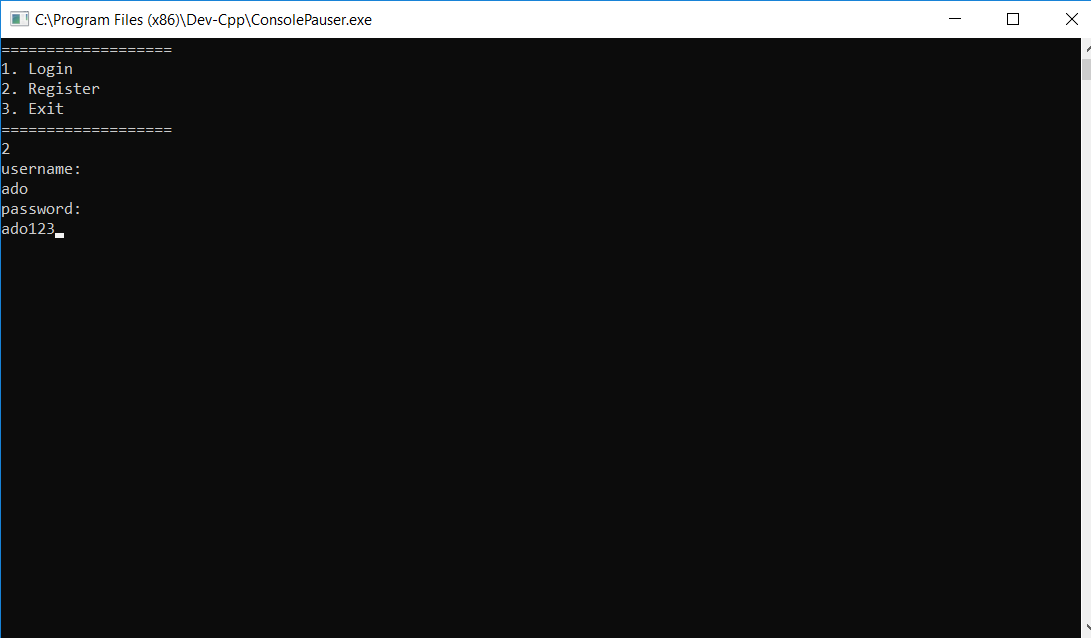 C:\Program Files (x86)\Dev-Cpp\ConsolePauser.exe
===================
1. Login
2. Register
3. Exit
===================
2
username:
ado
password:
ado123